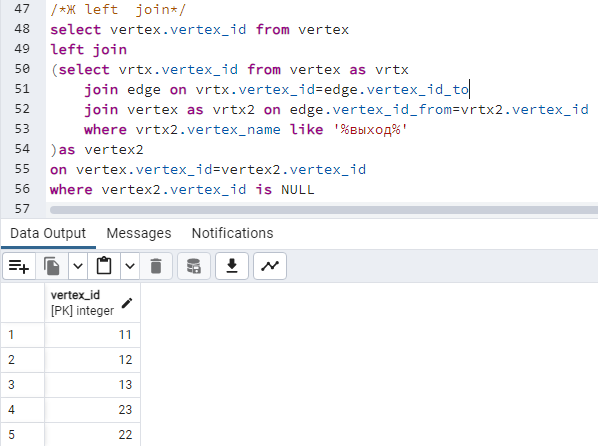 47 /*Ж left  join*/
48 select vertex.vertex_id from vertex
49 left join
50 (select vrtx.vertex_id from vertex as vrtx
51     join edge on vrtx.vertex_id=edge.vertex_id_to
52     join vertex as vrtx2 on edge.vertex_id_from=vrtx2.vertex_id
53     where vrtx2.vertex_name like '%выход%'
54 )as vertex2
55 on vertex.vertex_id=vertex2.vertex_id
56 where vertex2.vertex_id is NULL
57
Data Output Messages Notifications
vertex_id
[PK] integer
1 11
2 12
3 13
4 23
5 22